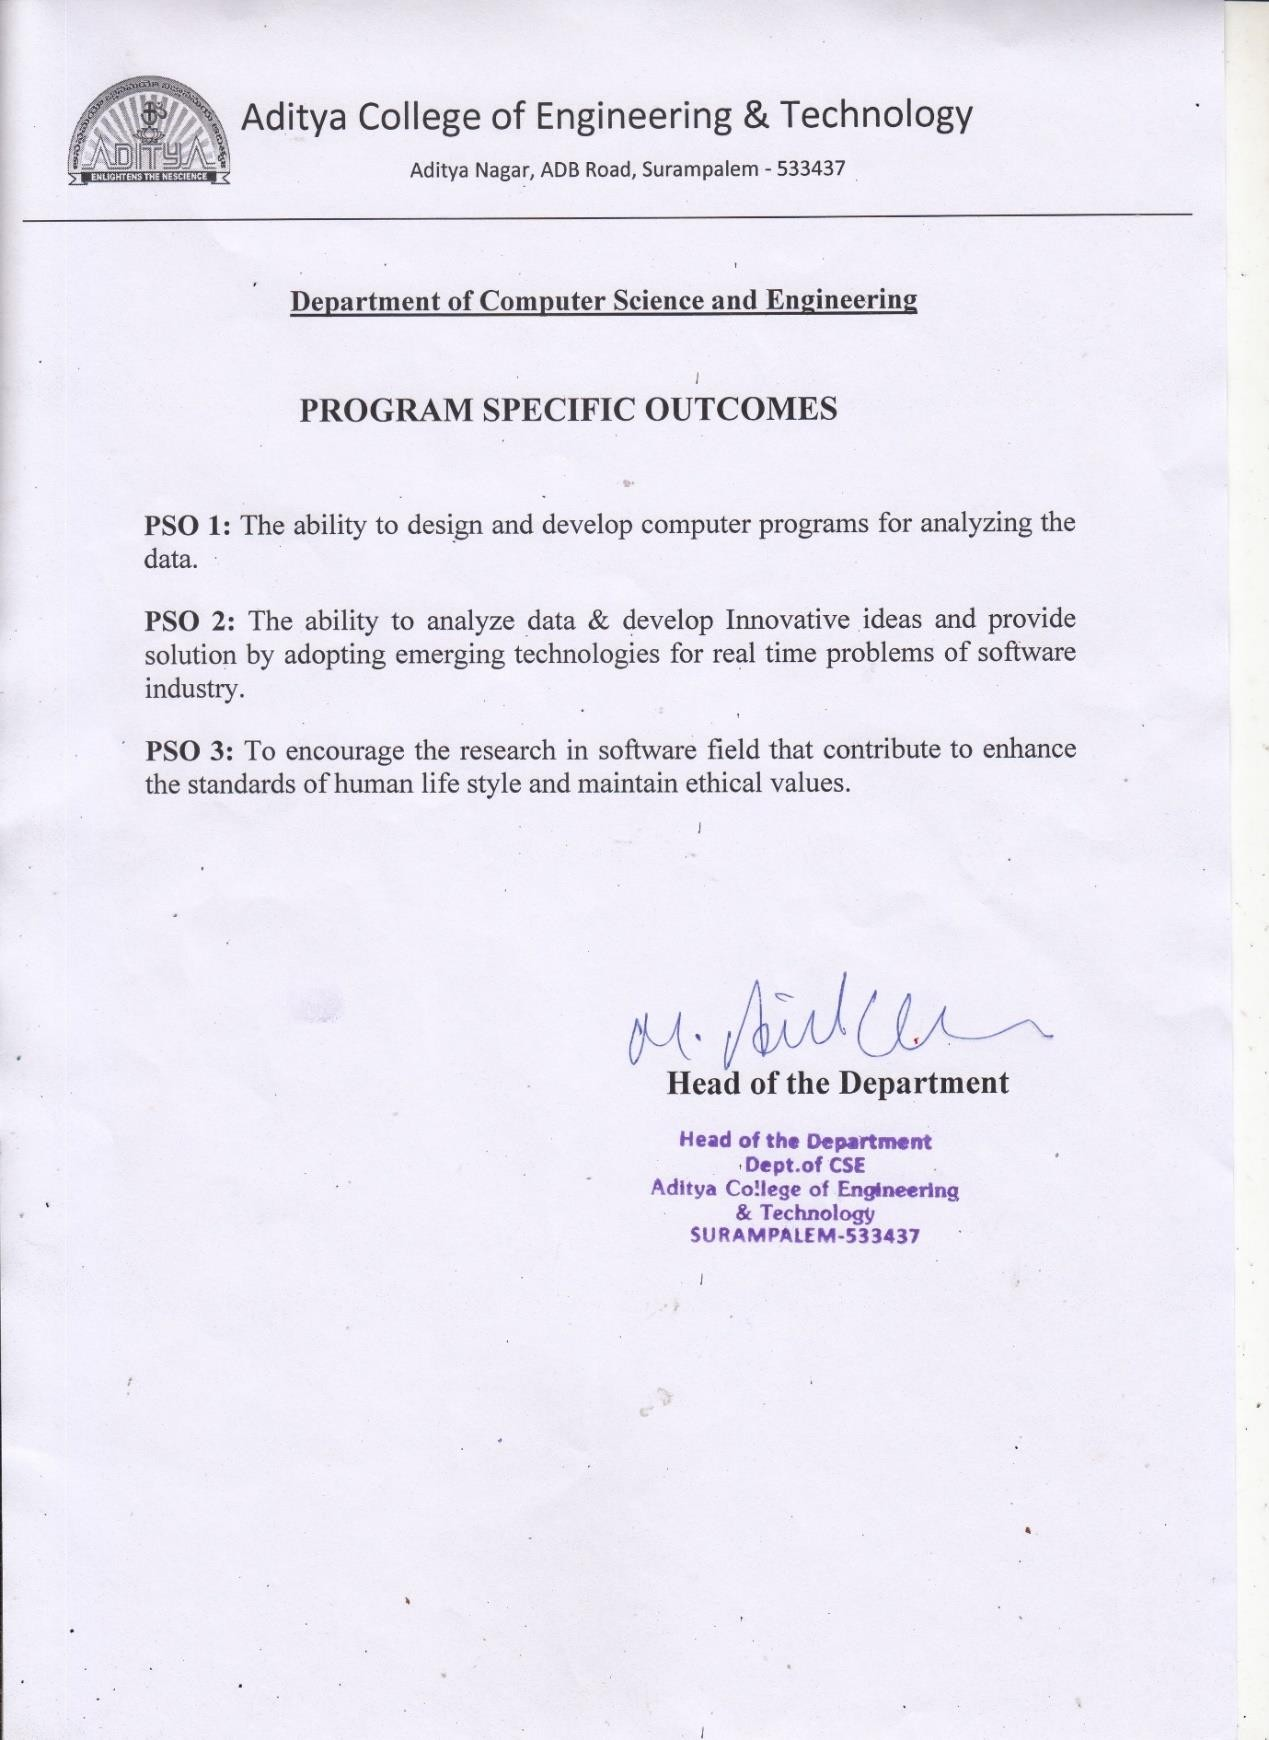 ADITYA
ENLIGHTENS THE NESCIENCE
Aditya College of Engineering & Technology
Aditya Nagar, ADB Road, Surampalem - 533437
Department of Computer Science and Engineering
PROGRAM SPECIFIC OUTCOMES
PSO 1: The ability to design and develop computer programs for analyzing the
data.
PSO 2: The ability to analyze data & develop Innovative ideas and provide
solution by adopting emerging technologies for real time problems of software
industry.
PSO 3: To encourage the research in software field that contribute to enhance
the standards of human life style and maintain ethical values.
Head of the Department
Head of the Department
Dept.of CSE
Aditya College of Engineering
& Technology
SURAMPALEM-533437